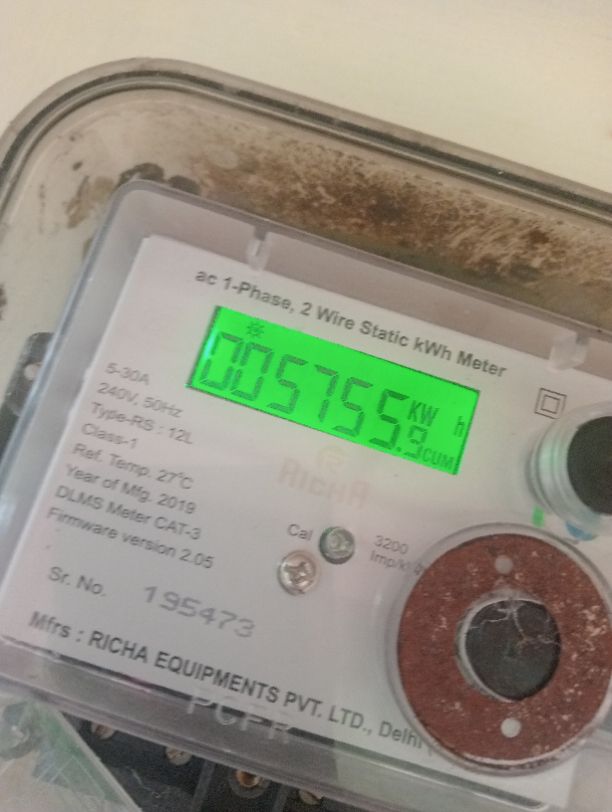 ac 1-Phase, 2 Wire Static kWh Meter
005755.9 KW h
CUM
5-30A
240V, 50Hz
Type-RS : 12L
Class-1
Ref. Temp. 27°C
Year of Mfg. 2019
DLMS Meter CAT-3
Firmware version 2.05
RICHA
Cal
3200
Sr. No. 195473
Mfrs : RICHA EQUIPMENTS PVT. LTD., Delhi